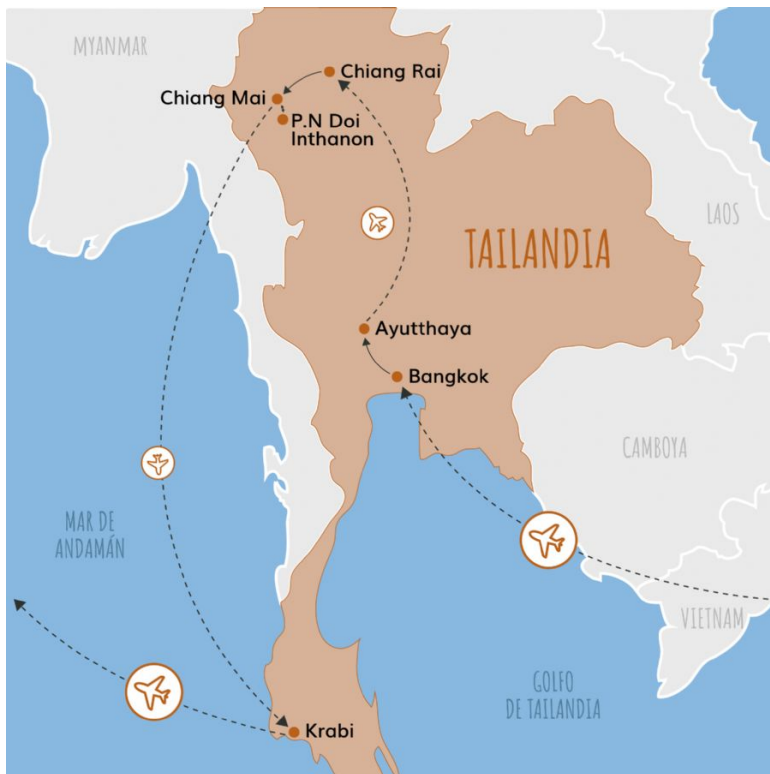 MYANMAR
Chiang Rai
Chiang Mai
P.N Doi
Inthanon
LAOS
TAILANDIA
Ayutthaya
Bangkok
CAMBOYA
MAR DE
ANDAMÁN
VIETNAM
GOLFO
DE TAILANDIA
Krabi